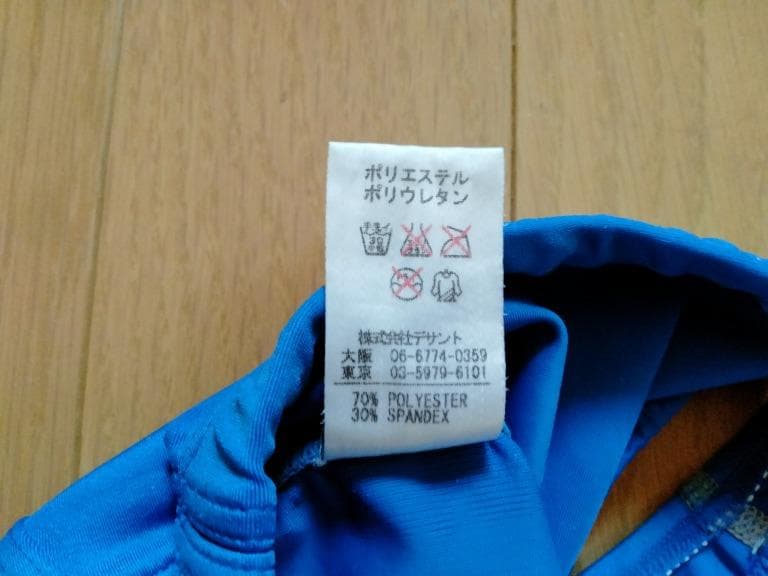 ポリエステル
ポリウレタン
30
株式会社デサント
大阪 06-6774-0359
東京 03-5979-6101
70% POLYESTER
30% SPANDEX